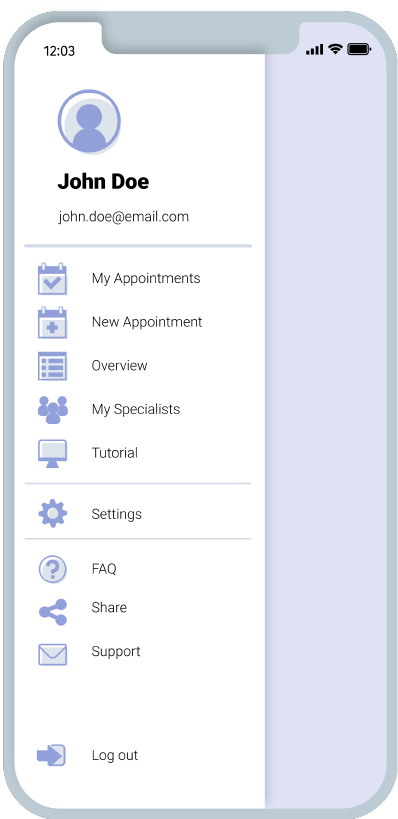 12:03
John Doe
john.doe@email.com
My Appointments
New Appointment
Overview
My Specialists
Tutorial
Settings
FAQ
Share
Support
Log out